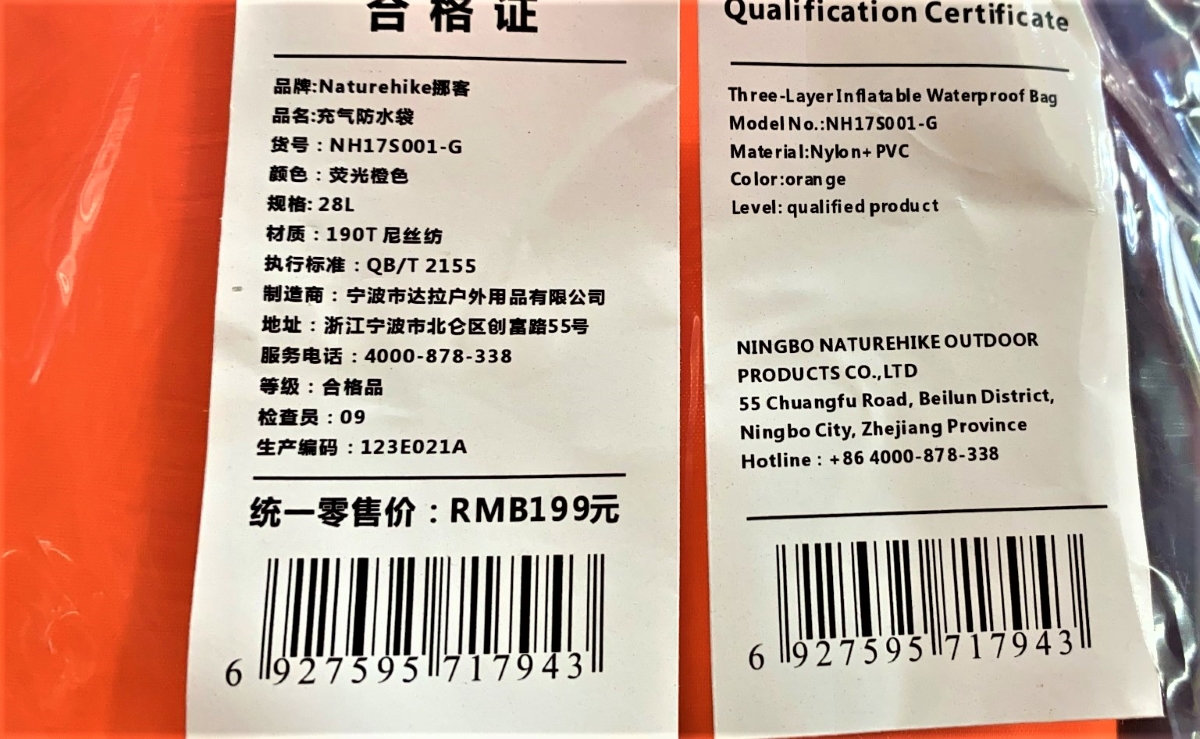 合格证
品牌:Naturehike挪客
品名:充气防水袋
货号：NH17S001-G
颜色：荧光橙色
规格: 28L
材质：190T 尼丝纺
执行标准：QB/T 2155
制造商：宁波市达拉户外用品有限公司
地址：浙江宁波市北仑区创富路55号
服务电话：4000-878-338
等级：合格品
检查员：09
生产编码：123E021A
统一零售价：RMB199元
6 927595 717943
Qualification Certificate
Three-Layer Inflatable Waterproof Bag
Model No.:NH17S001-G
Material:Nylon+ PVC
Color:orange
Level: qualified product
NINGBO NATUREHIKE OUTDOOR
PRODUCTS CO.,LTD
55 Chuangfu Road, Beilun District,
Ningbo City, Zhejiang Province
Hotline : +86 4000-878-338
6 927595 717943